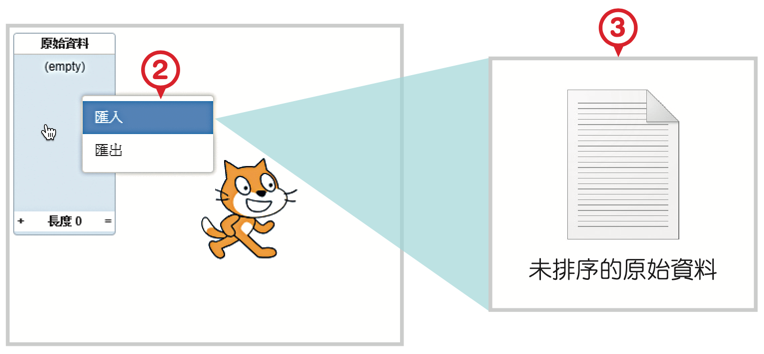 原始資料
(empty)
②
匯入
匯出
+ 長度 0 =
③
未排序的原始資料